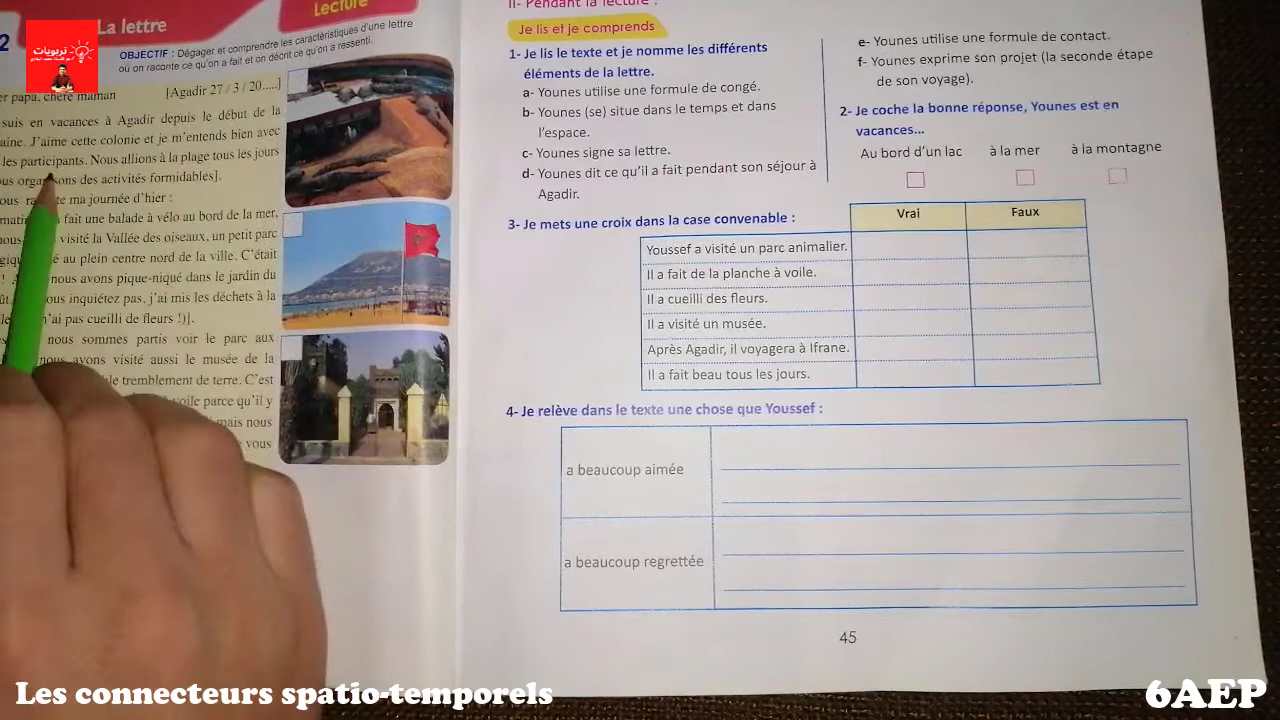 2
La lettre
Lecture
تربويات
OBJECTIF : Dégager et comprendre les caractéristiques d'une lettre
où on raconte ce qu'on a fait et on décrit ce qu'on a ressenti.
papa, chère maman
[Agadir 27 / 3 / 20.....]
suis en vacances à Agadir depuis le début de la
J'aime cette colonie et je m'entends bien avec
les participants. Nous allions à la plage tous les jours
des activités formidables].
ma journée d'hier :
fait une balade à vélo au bord de la mer,
visité la Vallée des oiseaux, un petit parc
au plein centre nord de la ville. C'était
! nous avons pique-niqué dans le jardin du
inquiétez pas, j'ai mis les déchets à la
pas cueilli de fleurs !)].
nous sommes partis voir le parc aux
nous avons visité aussi le musée de la
tremblement de terre. C'est
voile parce qu'il y
mais nous
vous
II- Pendant la lecture :
Je lis et je comprends
1- Je lis le texte et je nomme les différents
éléments de la lettre.
a- Younes utilise une formule de congé.
b- Younes (se) situe dans le temps et dans
l'espace.
c- Younes signe sa lettre.
d- Younes dit ce qu'il a fait pendant son séjour à
Agadir.
e- Younes utilise une formule de contact.
f- Younes exprime son projet (la seconde étape
de son voyage).
2- Je coche la bonne réponse, Younes est en
vacances...
Au bord d'un lac à la mer à la montagne
3- Je mets une croix dans la case convenable :
Vrai Faux
Youssef a visité un parc animalier.
Il a fait de la planche à voile.
Il a cueilli des fleurs.
Il a visité un musée.
Après Agadir, il voyagera à Ifrane.
Il a fait beau tous les jours.
4- Je relève dans le texte une chose que Youssef :
a beaucoup aimée
a beaucoup regrettée
45
Les connecteurs spatio-temporels
6AEP